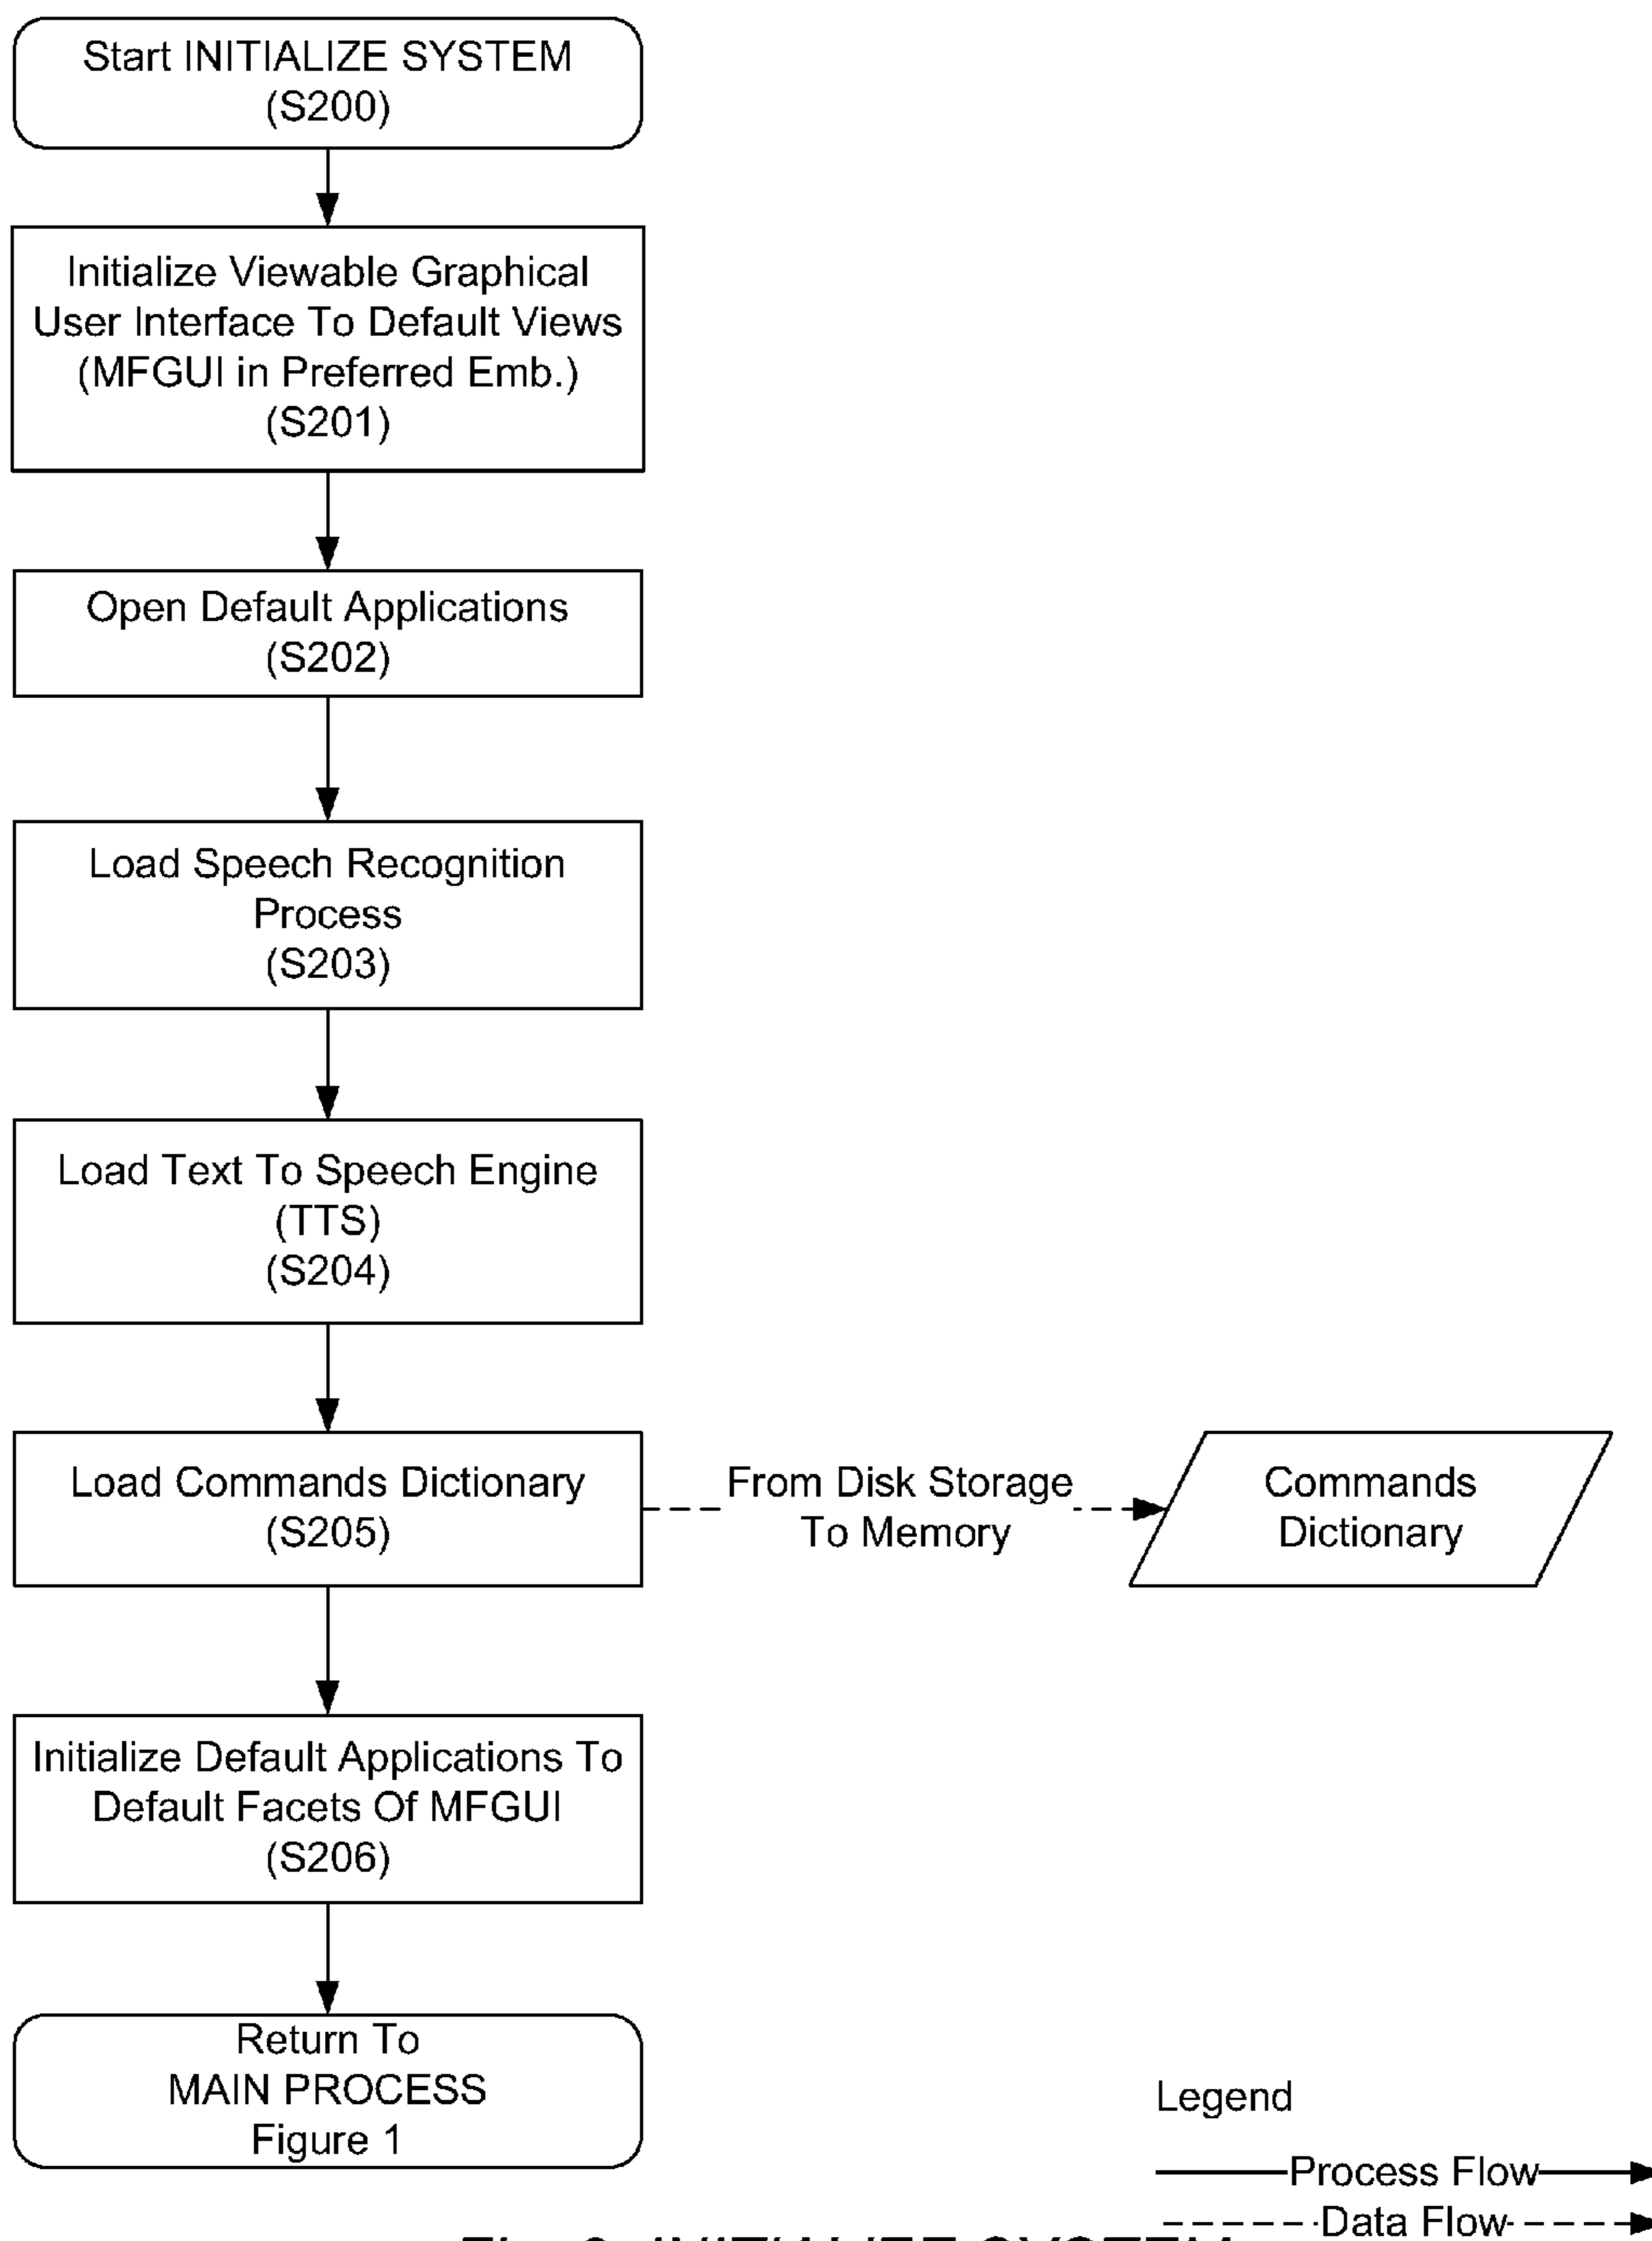 Start INITIALIZE SYSTEM
(S200)
Initialize Viewable Graphical
User Interface To Default Views
(MFGUI in Preferred Emb.)
(S201)
Open Default Applications
(S202)
Load Speech Recognition
Process
(S203)
Load Text To Speech Engine
(TTS)
(S204)
Load Commands Dictionary
(S205)
From Disk Storage
To Memory
Commands
Dictionary
Initialize Default Applications To
Default Facets Of MFGUI
(S206)
Return To
MAIN PROCESS
Figure 1
Legend
Process Flow
Data Flow
INITIALIZE SYSTEM